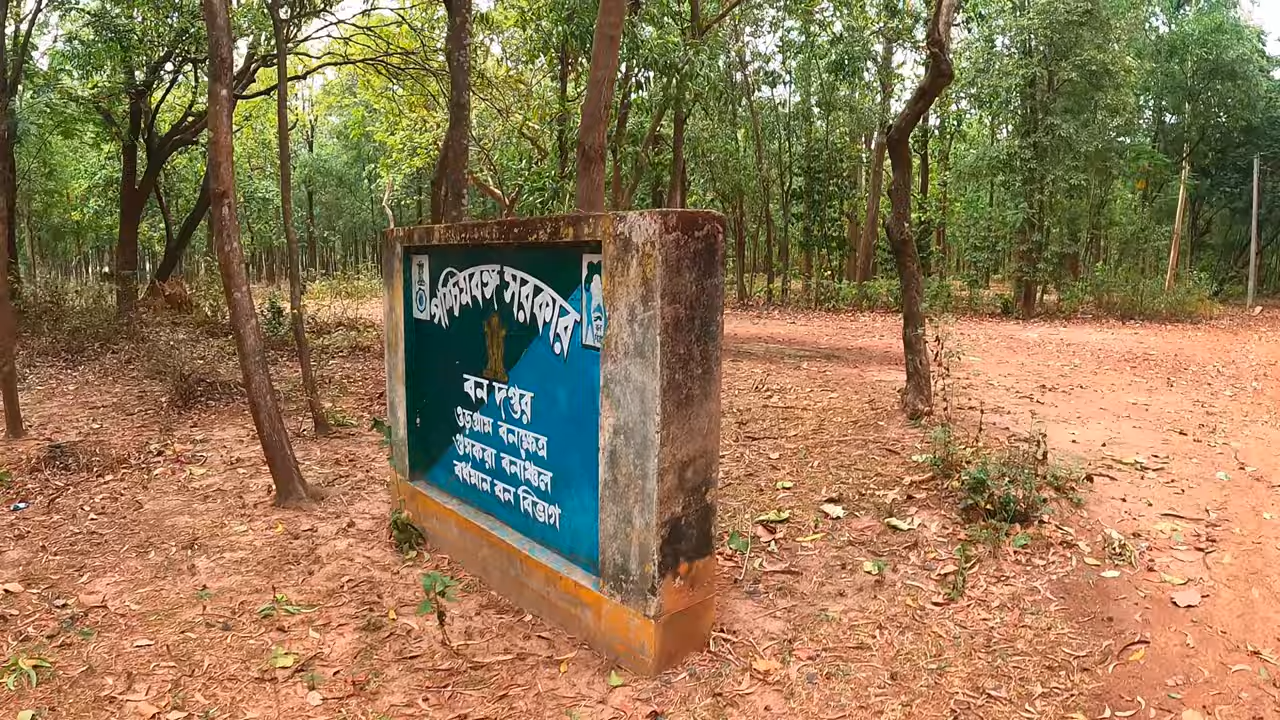 পশ্চিমবঙ্গ সরকার
বন দপ্তর
ওড়গ্রাম বনক্ষেত্র
গুসকরা বনাঞ্চল
বর্ধমান বন বিভাগ